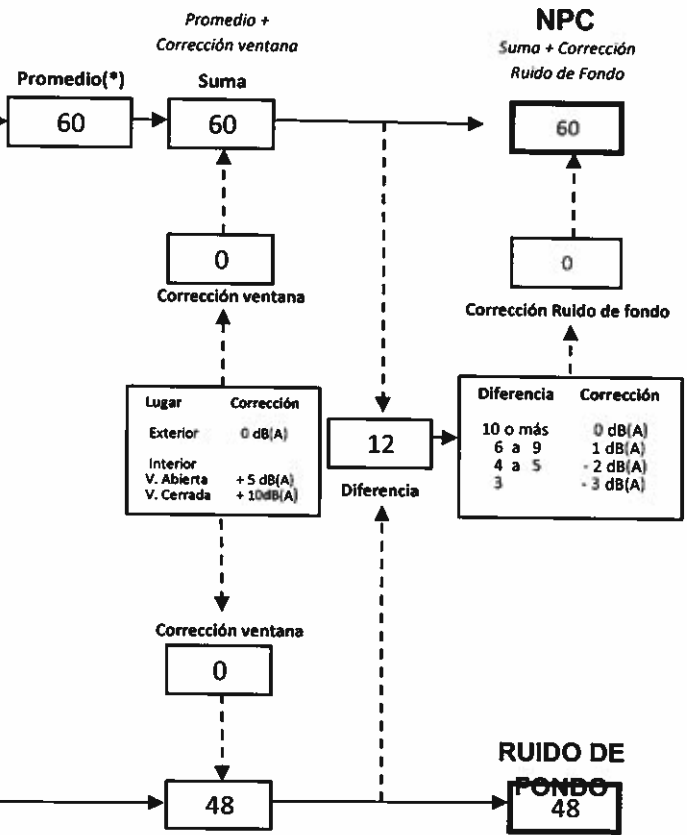 Promedio +
Corrección ventana
NPC
Suma + Corrección
Ruido de Fondo
Promedio(*)
Suma
60
60
60
0
0
Corrección ventana
Corrección Ruido de fondo
Lugar Corrección
Exterior 0 dB(A)
Interior
V. Abierta + 5 dB(A)
V. Cerrada + 10dB(A)
12
Diferencia
Diferencia Corrección
10 o más 0 dB(A)
6 a 9 1 dB(A)
4 a 5 - 2 dB(A)
3 - 3 dB(A)
Corrección ventana
0
48
RUIDO DE
FONDO
48